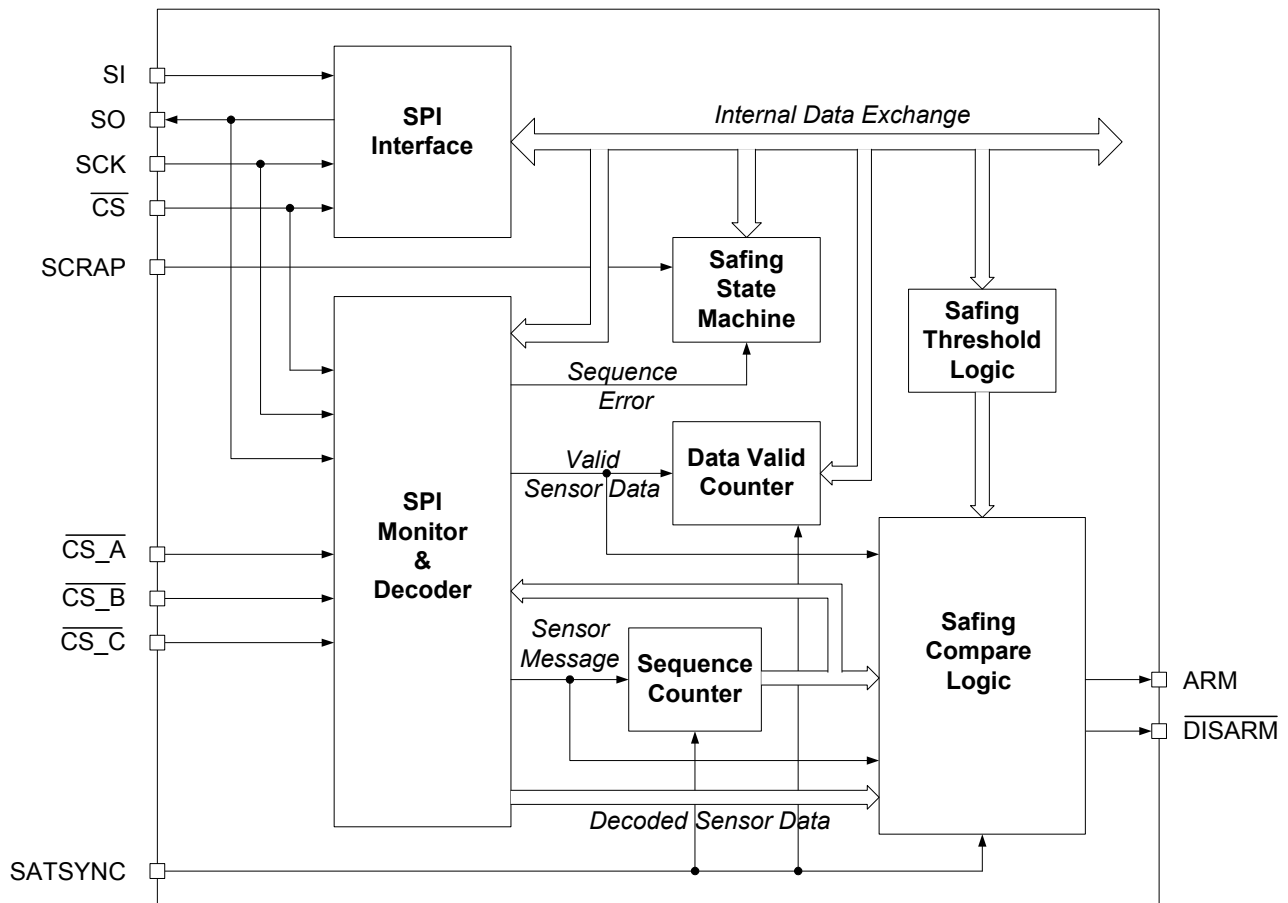 SI
SO
SCK
CS
SCRAP
SPI
Interface
Internal Data Exchange
Safing
State
Machine
Safing
Threshold
Logic
Sequence
Error
Valid
Sensor Data
Data Valid
Counter
SPI
Monitor
&
Decoder
CS_A
CS_B
CS_C
Sensor
Message
Sequence
Counter
Safing
Compare
Logic
ARM
DISARM
Decoded Sensor Data
SATSYNC